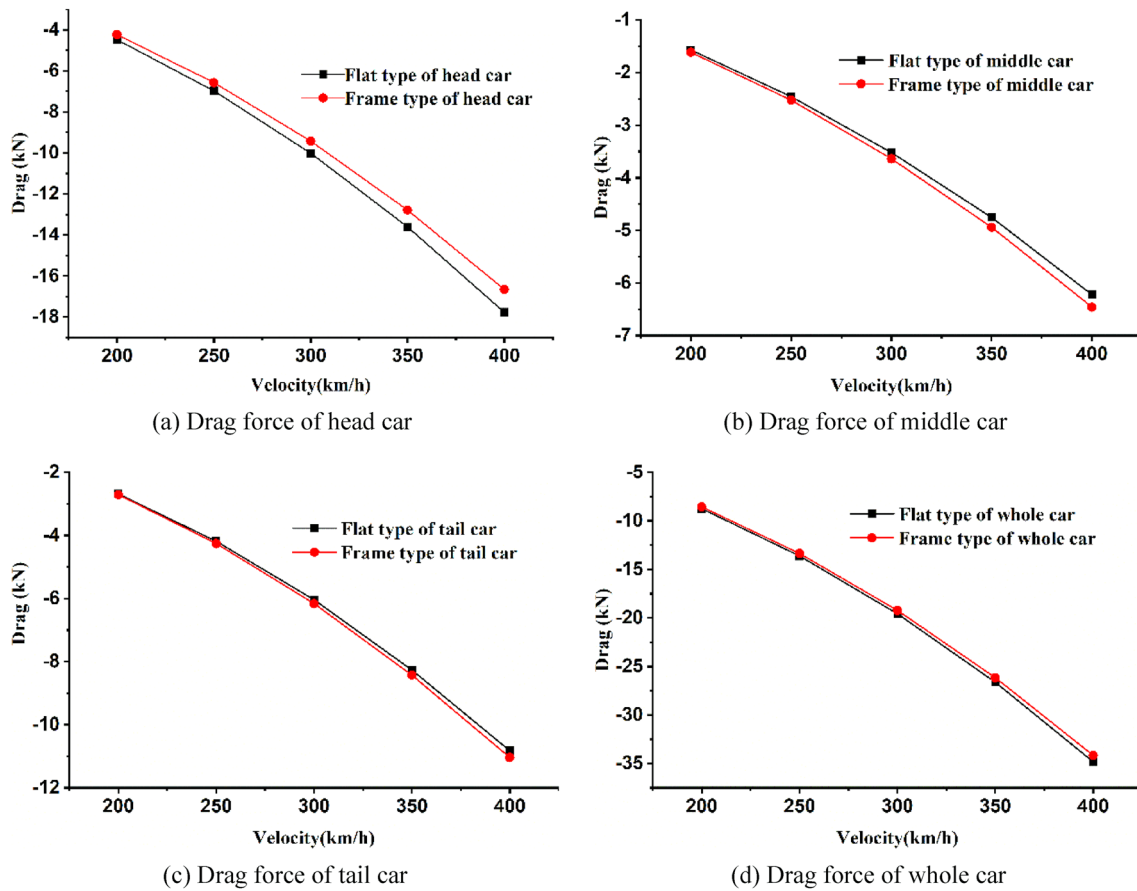 -4
-6
-8
-10
-12
-14
-16
-18
Drag (kN)
Flat type of head car
Frame type of head car
200 250 300 350 400
Velocity(km/h)
(a) Drag force of head car
-1
-2
-3
-4
-5
-6
-7
Drag (kN)
Flat type of middle car
Frame type of middle car
200 250 300 350 400
Velocity(km/h)
(b) Drag force of middle car
-2
-4
-6
-8
-10
-12
Drag (kN)
Flat type of tail car
Frame type of tail car
200 250 300 350 400
Velocity(km/h)
(c) Drag force of tail car
-5
-10
-15
-20
-25
-30
-35
Drag (kN)
Flat type of whole car
Frame type of whole car
200 250 300 350 400
Velocity(km/h)
(d) Drag force of whole car